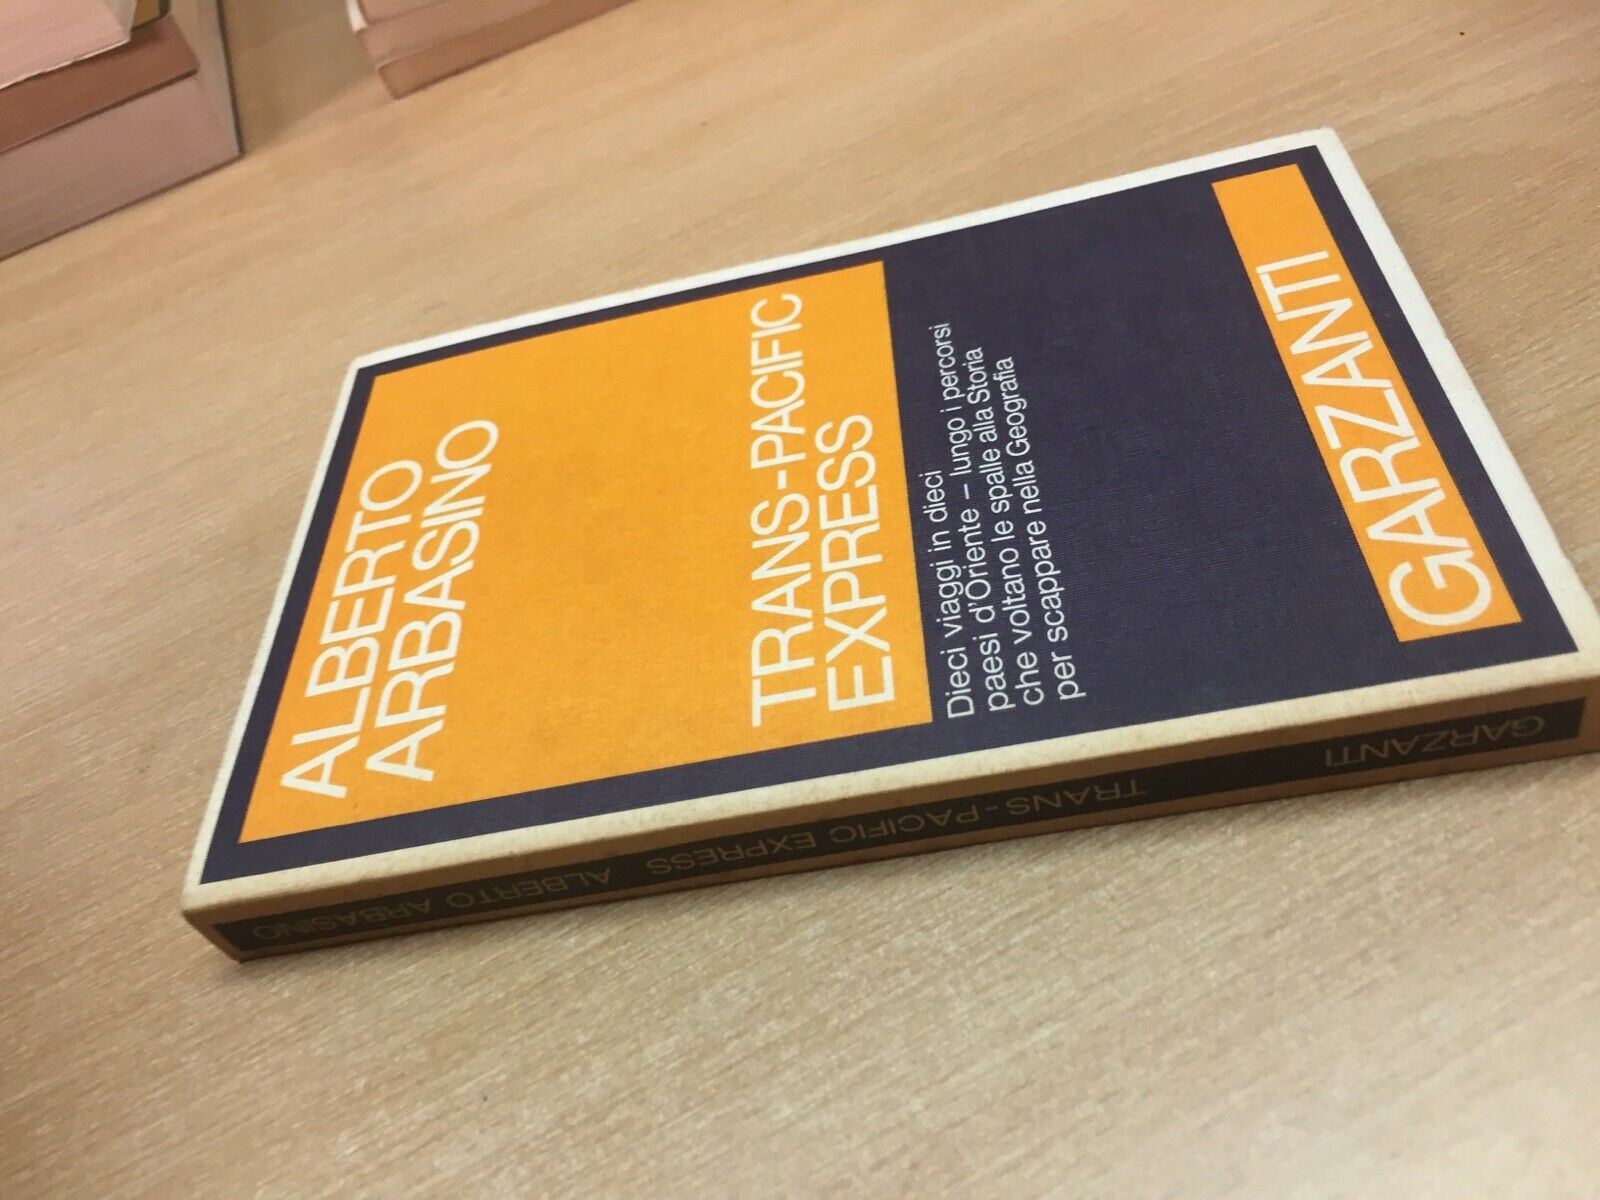 ALBERTO
ARBASINO
TRANS-PACIFIC
EXPRESS
Dieci viaggi in dieci
paesi d'Oriente – lungo i percorsi
che voltano le spalle alla Storia
per scappare nella Geografia
GARZANTI
ALBERTO ARBASINO TRANS-PACIFIC EXPRESS GARZANTI